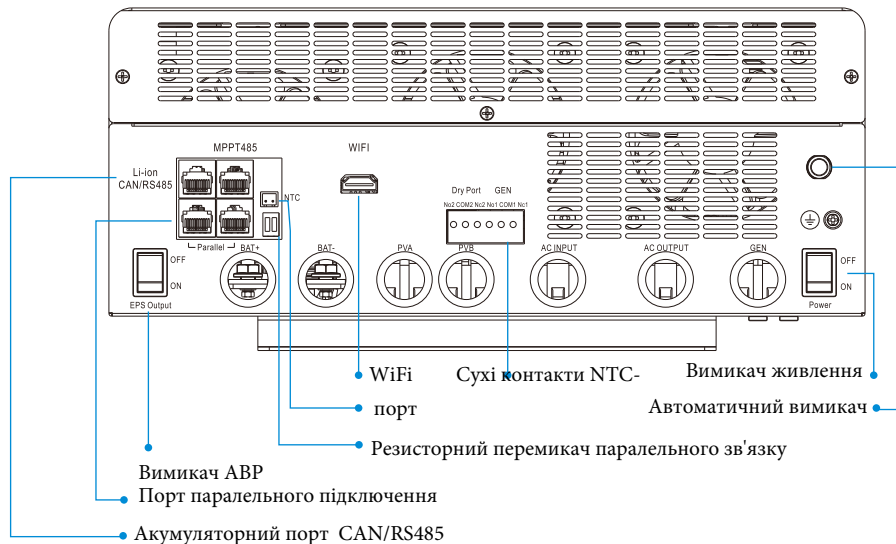 MPPT485
WIFI
Li-ion
CAN/RS485
NTC
Dry Port GEN
No2 COM2 Nc2 No1 COM1 Nc1
Parallel
BAT+
BAT-
PVA
PVB
AC INPUT
AC OUTPUT
GEN
OFF
ON
EPS Output
OFF
ON
Power
WiFi
Сухі контакти NTC-
Вимикач живлення
порт
Автоматичний вимикач
Резисторний перемикач паралельного зв'язку
Вимикач АВР
Порт паралельного підключення
Акумуляторний порт CAN/RS485